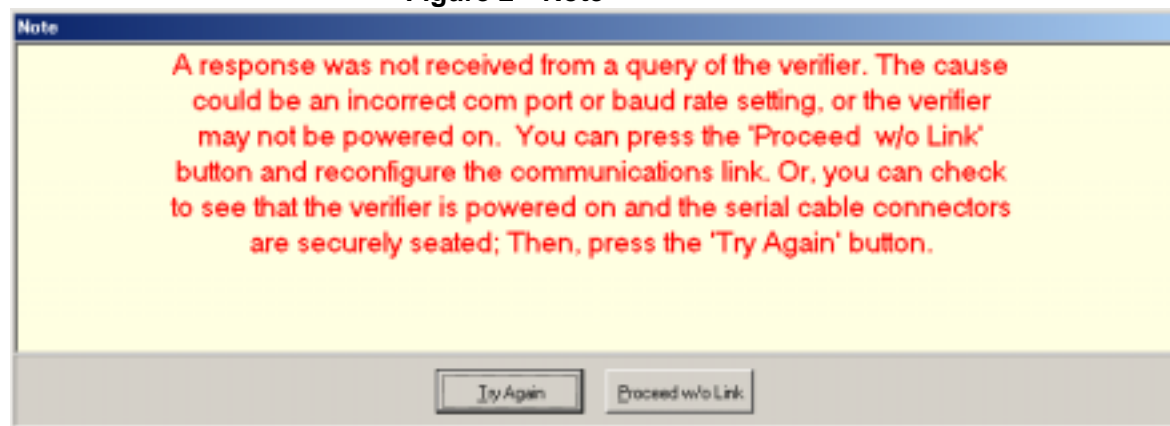 Figure 2 - Note
Note
A response was not received from a query of the verifier. The cause
could be an incorrect com port or baud rate setting, or the verifier
may not be powered on. You can press the 'Proceed w/o Link'
button and reconfigure the communications link. Or, you can check
to see that the verifier is powered on and the serial cable connectors
are securely seated; Then, press the 'Try Again' button.
Try Again
Proceed w/o Link